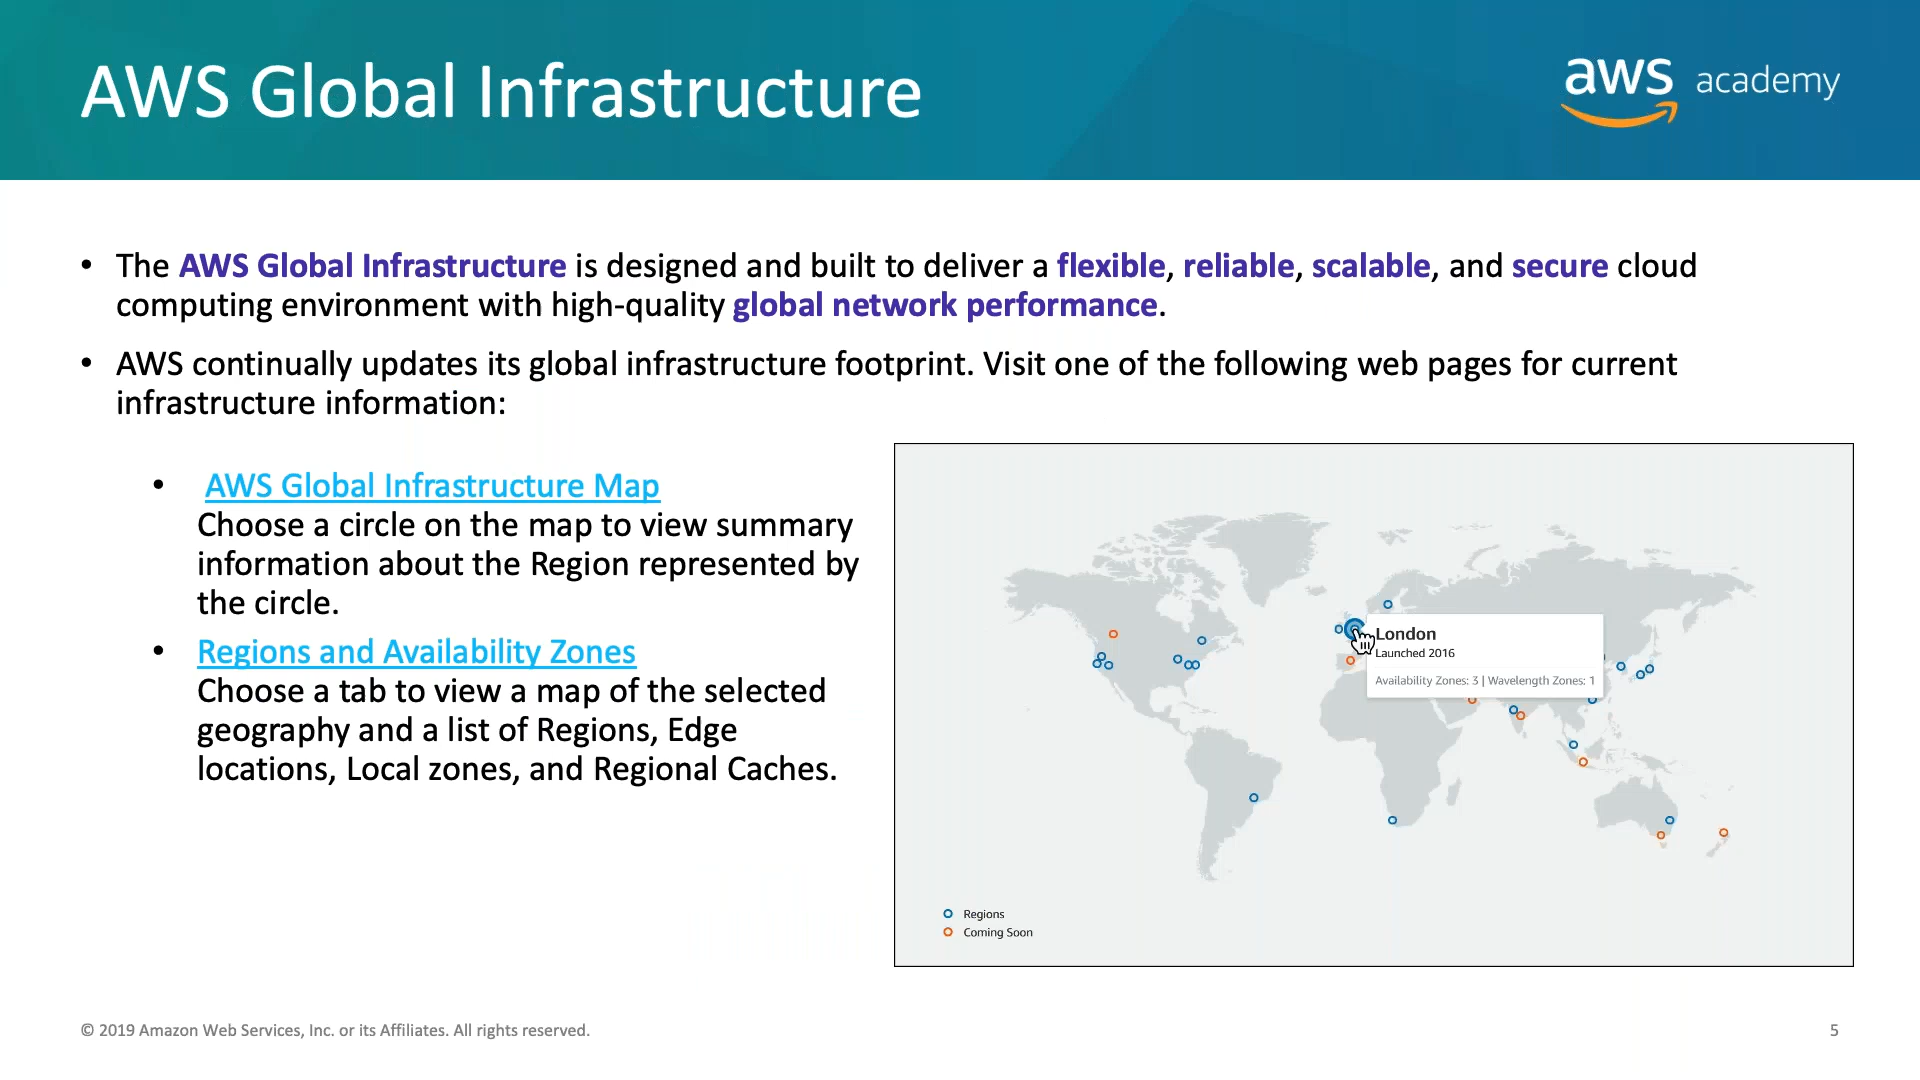 AWS Global Infrastructure
aws academy
• The AWS Global Infrastructure is designed and built to deliver a flexible, reliable, scalable, and secure cloud
computing environment with high-quality global network performance.
• AWS continually updates its global infrastructure footprint. Visit one of the following web pages for current
infrastructure information:
• AWS Global Infrastructure Map
Choose a circle on the map to view summary
information about the Region represented by
the circle.
• Regions and Availability Zones
Choose a tab to view a map of the selected
geography and a list of Regions, Edge
locations, Local zones, and Regional Caches.
London
Launched 2016
Availability Zones: 3 | Wavelength Zones: 1
Regions
Coming Soon
© 2019 Amazon Web Services, Inc. or its Affiliates. All rights reserved.
5